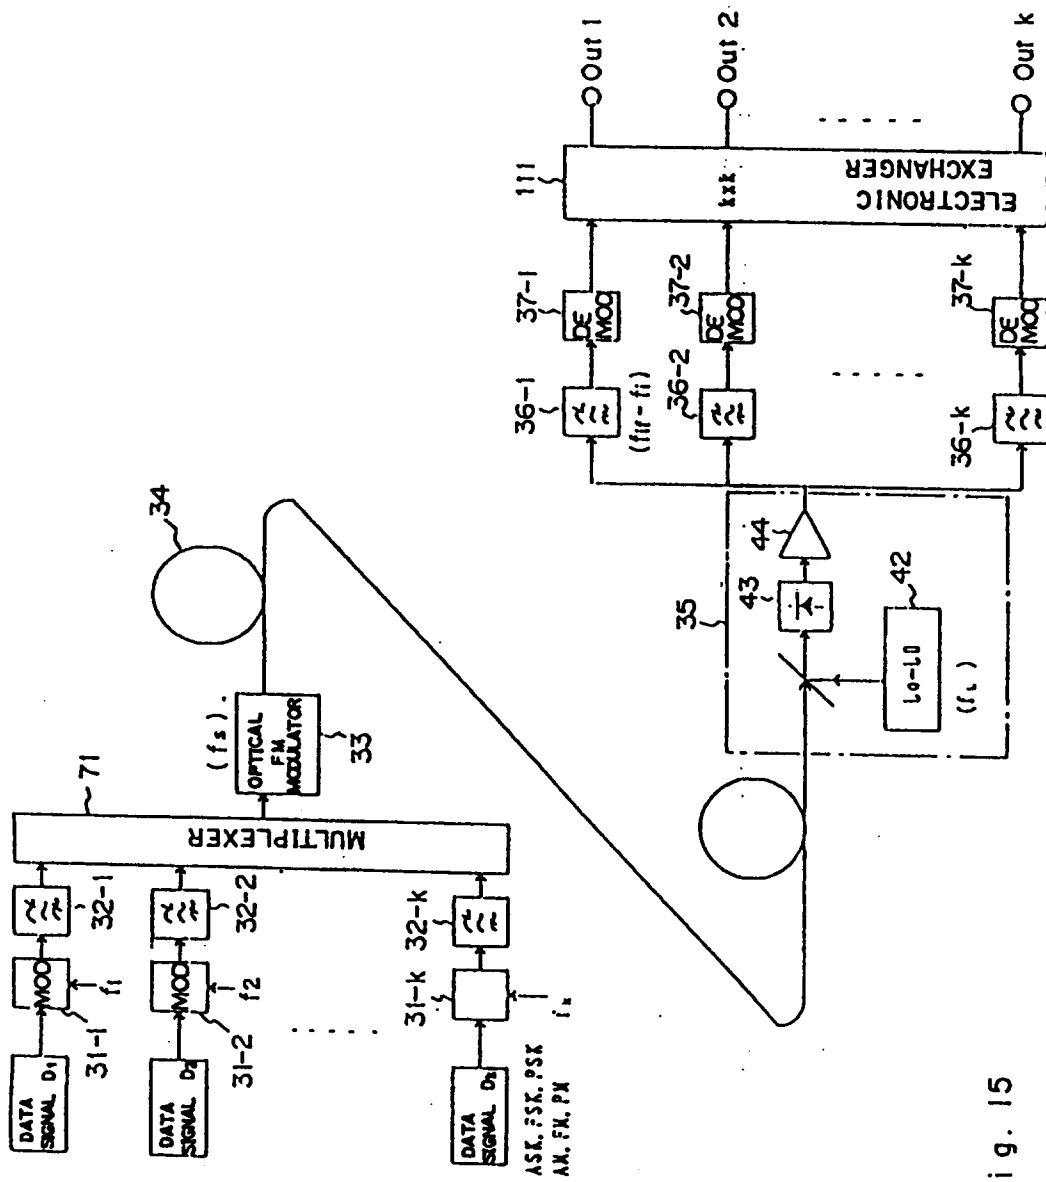 DATA
SIGNAL D1
31-1
MOD
f1
32-1
DATA
SIGNAL D2
31-2
MOD
f2
32-2
DATA
SIGNAL Dk
31-k
fk
32-k
ASK, FSK, PSK
AM, FM, PM
71
MULTIPLEXER
(fs).
OPTICAL
FM
MODULATOR
33
34
35
43
44
42
Lo-LD
(fL)
36-1
(fIF-fi)
37-1
DE
MOD
36-2
37-2
DE
MOD
36-k
37-k
DE
MOD
111
kxk
ELECTRONIC
EXCHANGER
Out 1
Out 2
Out k
ig. 15